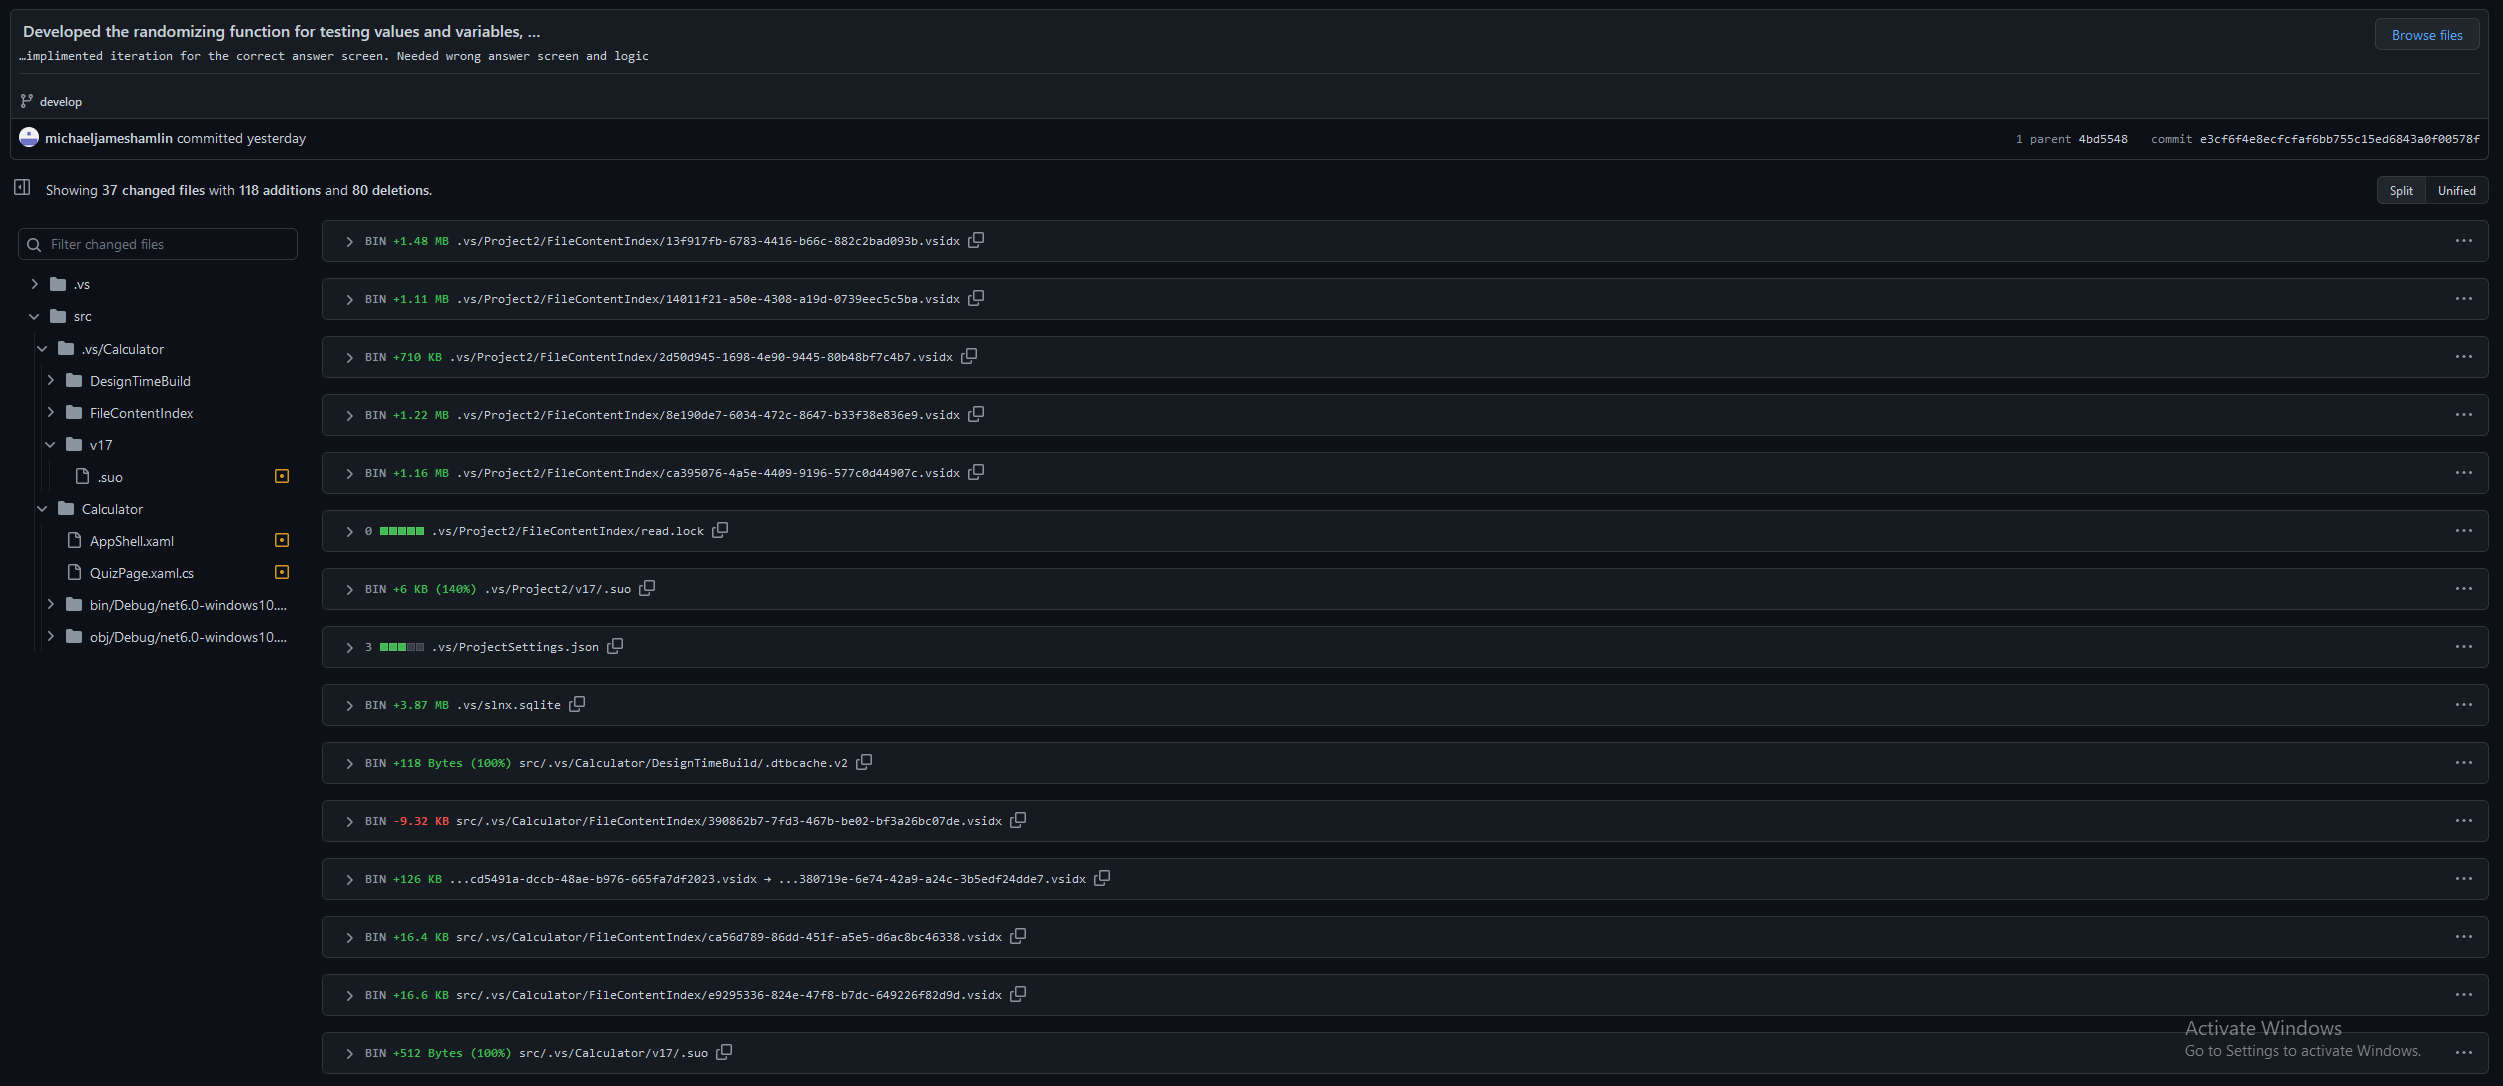 Developed the randomizing function for testing values and variables, ...
Browse files
…implimented iteration for the correct answer screen. Needed wrong answer screen and logic
develop
michaeljameshamlin committed yesterday
1 parent 4bd5548 commit e3cf6f4e8ecfcfaf6bb755c15ed6843a0f00578f
Showing 37 changed files with 118 additions and 80 deletions.
Split Unified
Filter changed files
.vs
src
.vs/Calculator
DesignTimeBuild
FileContentIndex
v17
.suo
Calculator
AppShell.xaml
QuizPage.xaml.cs
bin/Debug/net6.0-windows10....
obj/Debug/net6.0-windows10....
BIN +1.48 MB .vs/Project2/FileContentIndex/13f917fb-6783-4416-b66c-882c2bad093b.vsidx
BIN +1.11 MB .vs/Project2/FileContentIndex/14011f21-a50e-4308-a19d-0739eec5c5ba.vsidx
BIN +710 KB .vs/Project2/FileContentIndex/2d50d945-1698-4e90-9445-80b48bf7c4b7.vsidx
BIN +1.22 MB .vs/Project2/FileContentIndex/8e190de7-6034-472c-8647-b33f38e836e9.vsidx
BIN +1.16 MB .vs/Project2/FileContentIndex/ca395076-4a5e-4409-9196-577c0d44907c.vsidx
0 .vs/Project2/FileContentIndex/read.lock
BIN +6 KB (140%) .vs/Project2/v17/.suo
3 .vs/ProjectSettings.json
BIN +3.87 MB .vs/slnx.sqlite
BIN +118 Bytes (100%) src/.vs/Calculator/DesignTimeBuild/.dtbcache.v2
BIN -9.32 KB src/.vs/Calculator/FileContentIndex/390862b7-7fd3-467b-be02-bf3a26bc07de.vsidx
BIN +126 KB ...cd5491a-dccb-48ae-b976-665fa7df2023.vsidx → ...380719e-6e74-42a9-a24c-3b5edf24dde7.vsidx
BIN +16.4 KB src/.vs/Calculator/FileContentIndex/ca56d789-86dd-451f-a5e5-d6ac8bc46338.vsidx
BIN +16.6 KB src/.vs/Calculator/FileContentIndex/e9295336-824e-47f8-b7dc-649226f82d9d.vsidx
BIN +512 Bytes (100%) src/.vs/Calculator/v17/.suo
Activate Windows
Go to Settings to activate Windows.